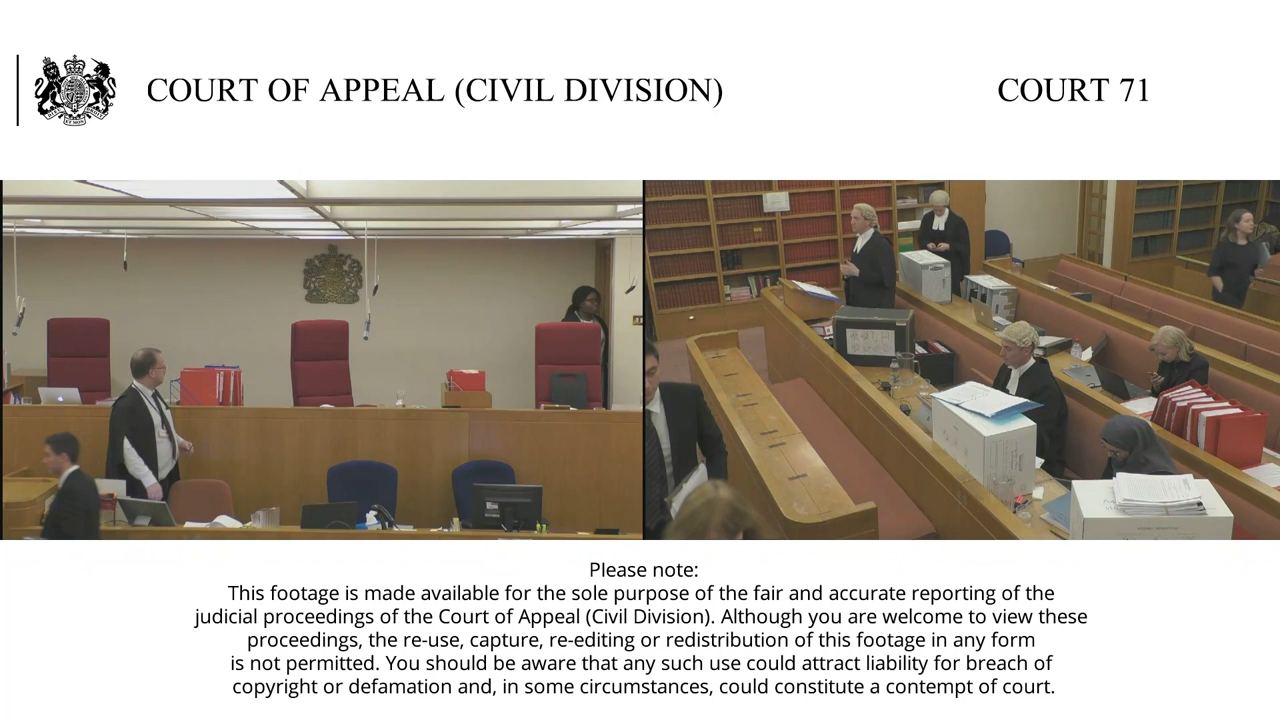 COURT OF APPEAL (CIVIL DIVISION)
COURT 71
Please note:
This footage is made available for the sole purpose of the fair and accurate reporting of the
judicial proceedings of the Court of Appeal (Civil Division). Although you are welcome to view these
proceedings, the re-use, capture, re-editing or redistribution of this footage in any form
is not permitted. You should be aware that any such use could attract liability for breach of
copyright or defamation and, in some circumstances, could constitute a contempt of court.